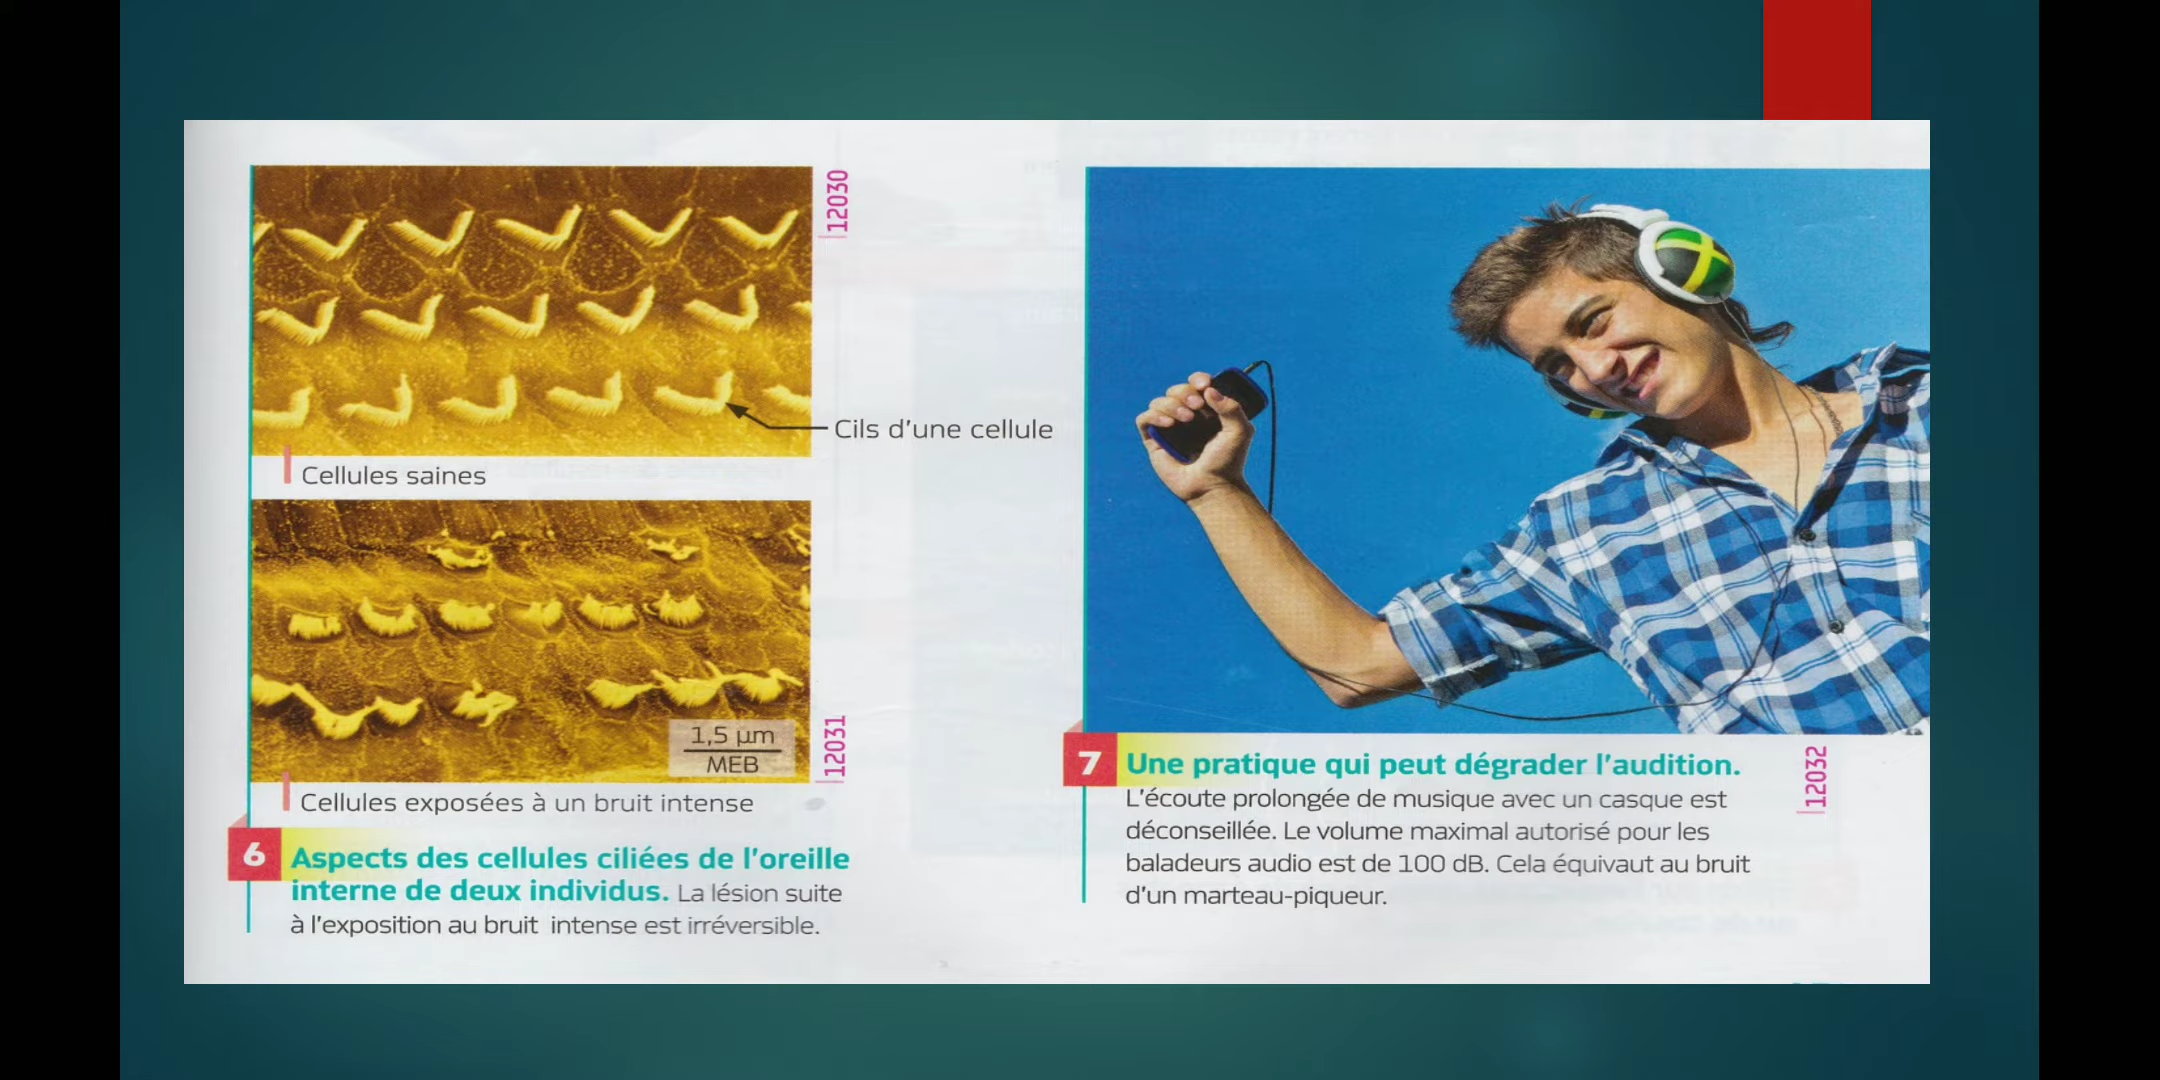 12030
Cils d'une cellule
Cellules saines
1,5 µm
MEB
12031
Cellules exposées à un bruit intense
6
Aspects des cellules ciliées de l'oreille
interne de deux individus. La lésion suite
à l'exposition au bruit intense est irréversible.
7
Une pratique qui peut dégrader l'audition.
L'écoute prolongée de musique avec un casque est
déconseillée. Le volume maximal autorisé pour les
baladeurs audio est de 100 dB. Cela équivaut au bruit
d'un marteau-piqueur.
12032